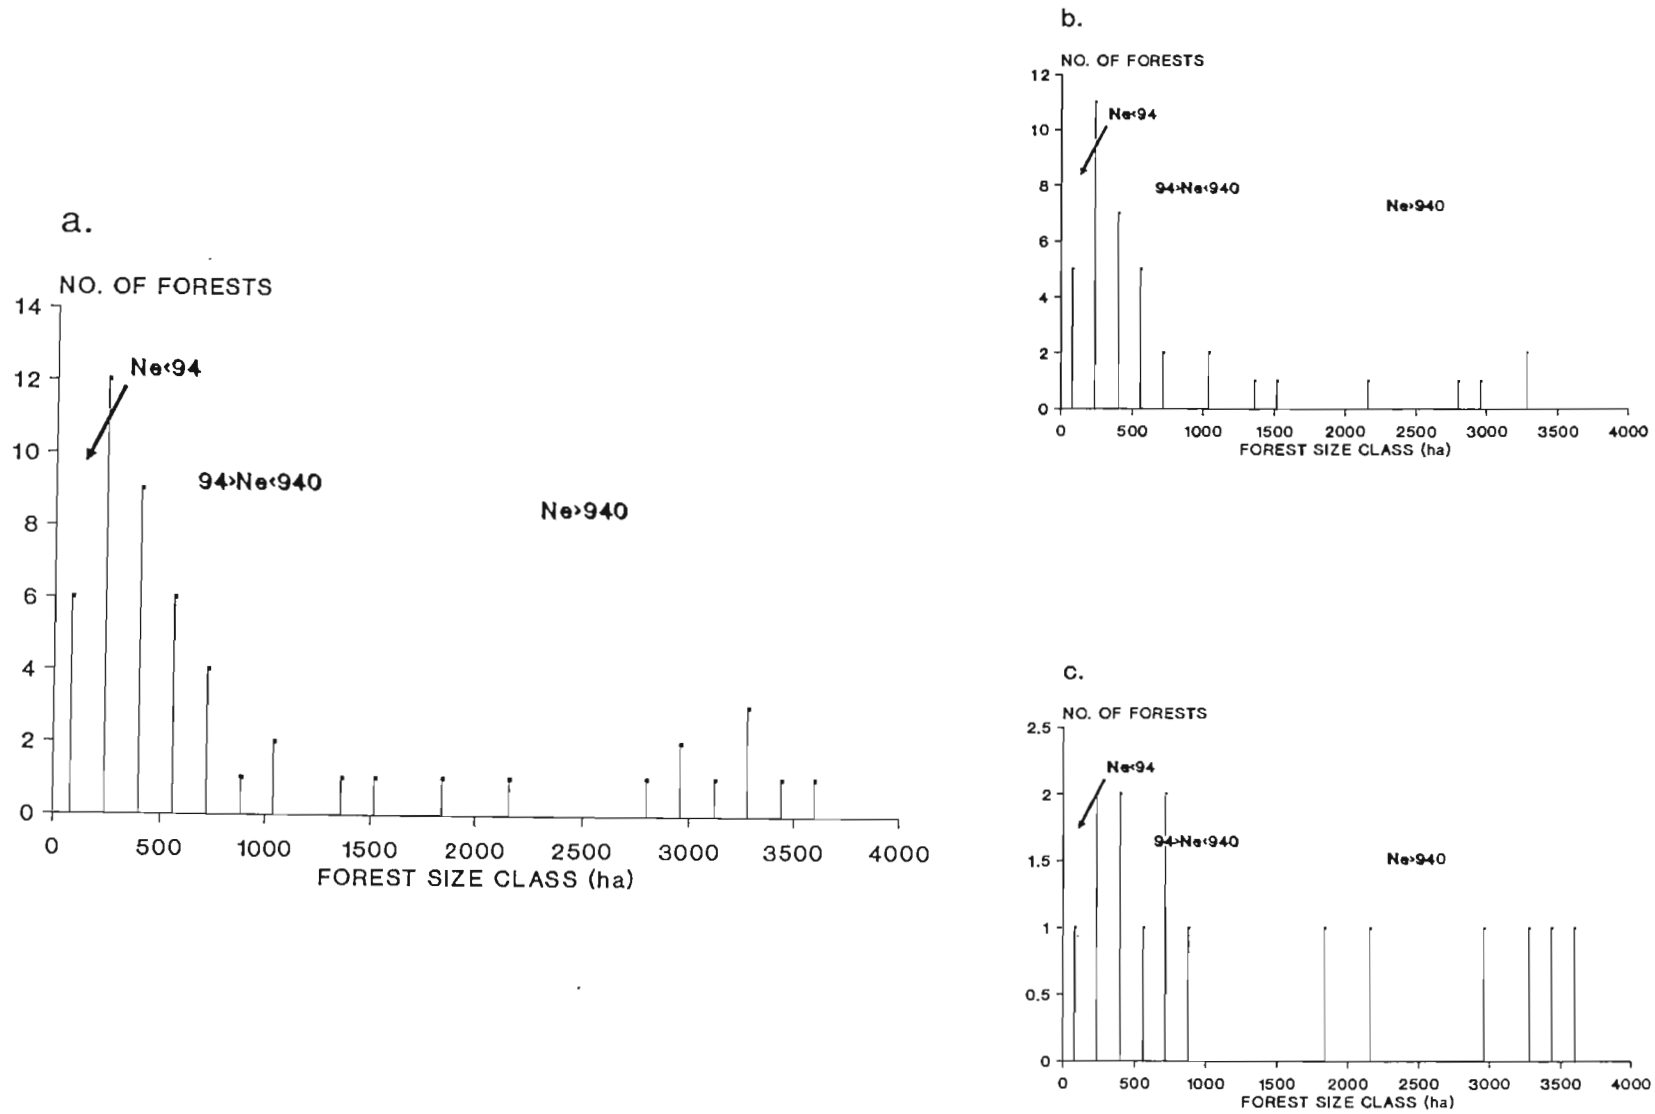 a.
NO. OF FORESTS
14
12
10
8
6
4
2
0
Ne<94
94>Ne<940
Ne>940
0 500 1000 1500 2000 2500 3000 3500 4000
FOREST SIZE CLASS (ha)
b.
NO. OF FORESTS
12
10
8
6
4
2
0
Ne<94
94>Ne<940
Ne>940
0 500 1000 1500 2000 2500 3000 3500 4000
FOREST SIZE CLASS (ha)
c.
NO. OF FORESTS
2.5
2
1.5
1
0.5
0
Ne<94
94>Ne<940
Ne>940
0 500 1000 1500 2000 2500 3000 3500 4000
FOREST SIZE CLASS (ha)